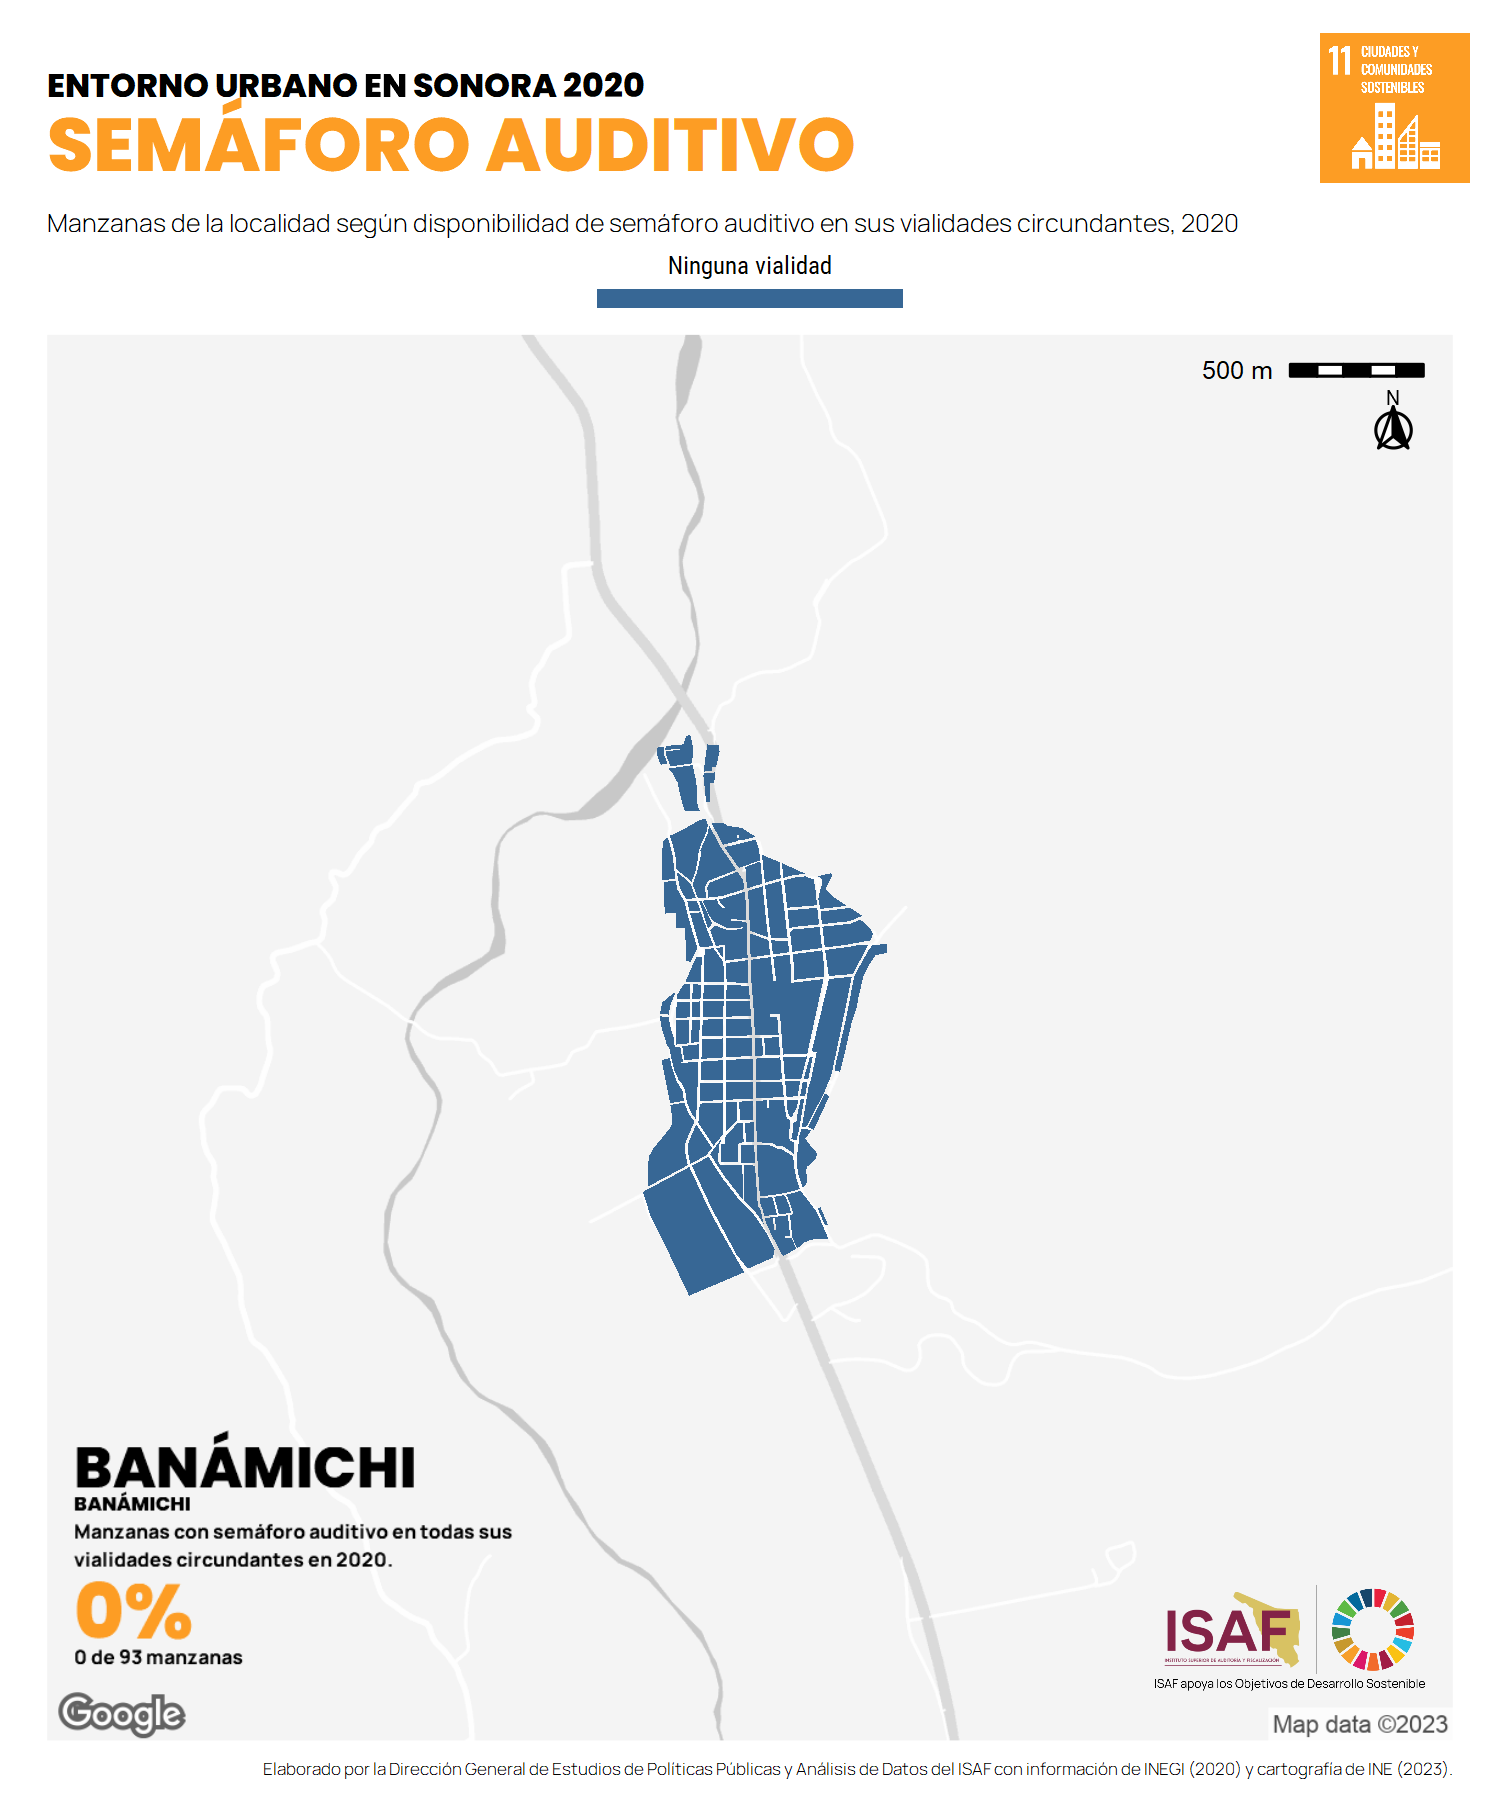 ENTORNO URBANO EN SONORA 2020
SEMÁFORO AUDITIVO
11 CIUDADES Y
COMUNIDADES
SOSTENIBLES
Manzanas de la localidad según disponibilidad de semáforo auditivo en sus vialidades circundantes, 2020
Ninguna vialidad
500 m
N
BANÁMICHI
BANÁMICHI
Manzanas con semáforo auditivo en todas sus
vialidades circundantes en 2020.
0%
0 de 93 manzanas
ISAF
INSTITUTO SUPERIOR DE AUDITORÍA Y FISCALIZACIÓN
ISAF apoya los Objetivos de Desarrollo Sostenible
Google
Map data ©2023
Elaborado por la Dirección General de Estudios de Políticas Públicas y Análisis de Datos del ISAF con información de INEGI (2020) y cartografía de INE (2023).